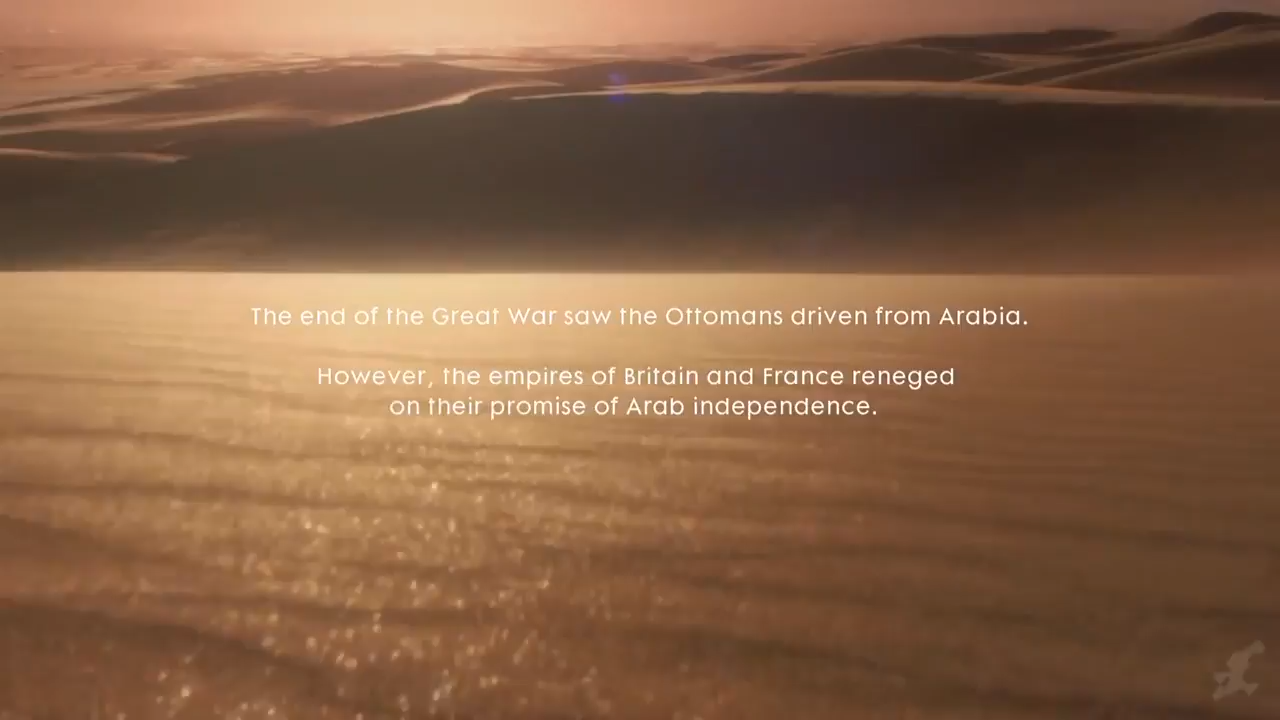 The end of the Great War saw the Ottomans driven from Arabia.
However, the empires of Britain and France reneged
on their promise of Arab independence.